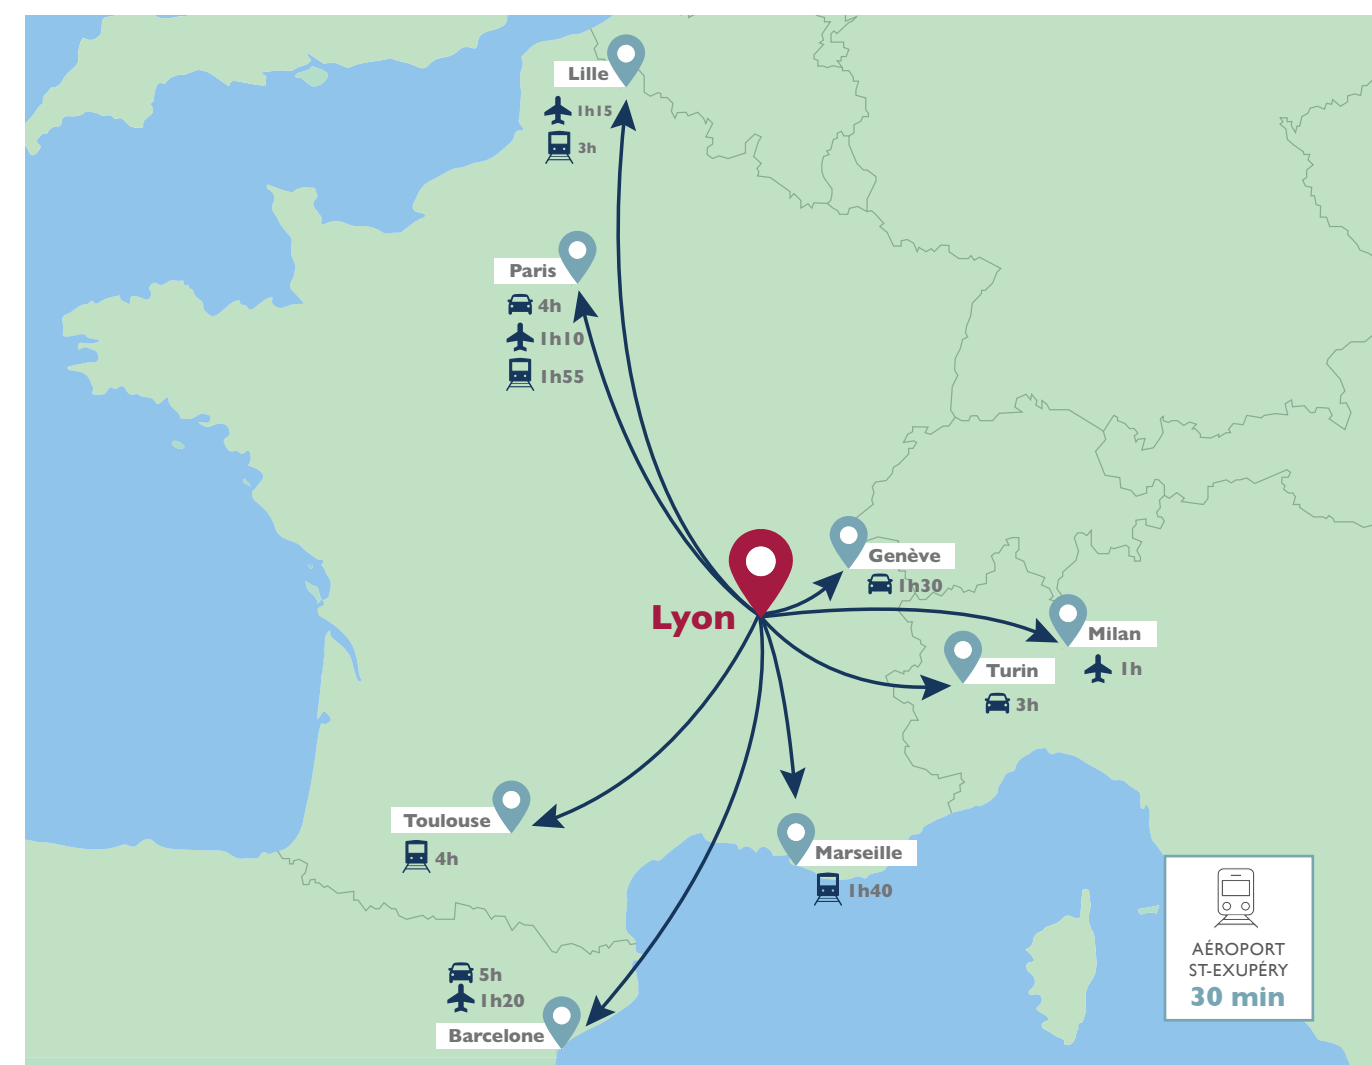 Lille
1h15
3h
Paris
4h
1h10
1h55
Genève
1h30
Lyon
Milan
1h
Turin
3h
Toulouse
4h
Marseille
1h40
5h
1h20
Barcelone
AÉROPORT
ST-EXUPÉRY
30 min